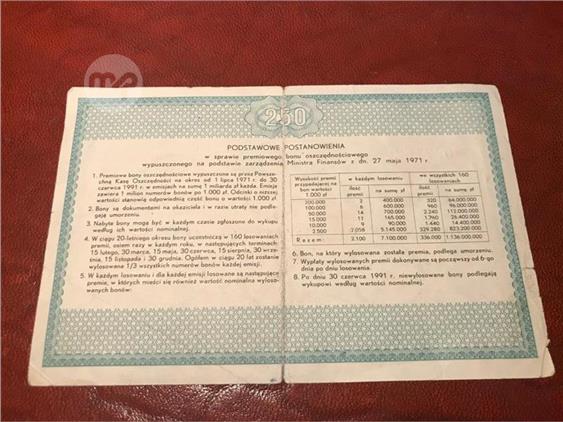 250
PODSTAWOWE POSTANOWIENIA
w sprawie premiowego bonu oszczędnościowego
wypuszczonego na podstawie zarządzenia Ministra Finansów z dn. 27 maja 1971 r.
1. Premiowe bony oszczędnościowe wypuszczone są przez Powsze-
chną Kasę Oszczędności na okres od 1 lipca 1971 r. do 30
czerwca 1991 r. w emisjach na sumę 1 miliarda zł każda. Emisja
zawiera 1 milion numerów bonów po 1.000 zł. Odcinki o niższej
wartości stanowią odpowiednią część bonu o wartości 1.000 zł.
2. Bony są dokumentami na okaziciela i w razie utraty nie podle-
gają umorzeniu.
3. Nabyte bony mogą być w każdym czasie zgłoszone do wykupu
według ich wartości nominalnej.
4. W ciągu 20-letniego okresu bony uczestniczą w 160 losowaniach
premii, osiem razy w każdym roku, w następujących terminach:
15 lutego, 30 marca, 15 maja, 30 czerwca, 15 sierpnia, 30 wrze-
śnia, 15 listopada i 30 grudnia. Ogółem w ciągu 20 lat zostanie
wylosowana 1/3 wszystkich numerów bonów każdej emisji.
5. W każdym losowaniu i dla każdej emisji losowane są następujące
premie, w których mieści się również wartość nominalna wyloso-
wanych bonów:
Wysokość premii przypadającej na bon wartości 1.000 zł | w każdym losowaniu | we wszystkich 160 losowaniach
ilość premii | na sumę zł | ilość premii | na sumę zł
200.000 2 400.000 320 64.000.000
100.000 6 600.000 960 96.000.000
50.000 14 700.000 2.240 112.000.000
15.000 11 165.000 1.760 26.400.000
10.000 9 90.000 1.440 14.400.000
2.500 2.058 5.145.000 329.280 823.200.000
Razem: 2.100 7.100.000 336.000 1.136.000.000
6. Bon, na który wylosowana została premia, podlega umorzeniu.
7. Wypłaty wylosowanych premii dokonywane są począwszy od 6-go
dnia po dniu losowania.
8. Po dniu 30 czerwca 1991 r. niewylosowane bony podlegają
wykupowi według wartości nominalnej.